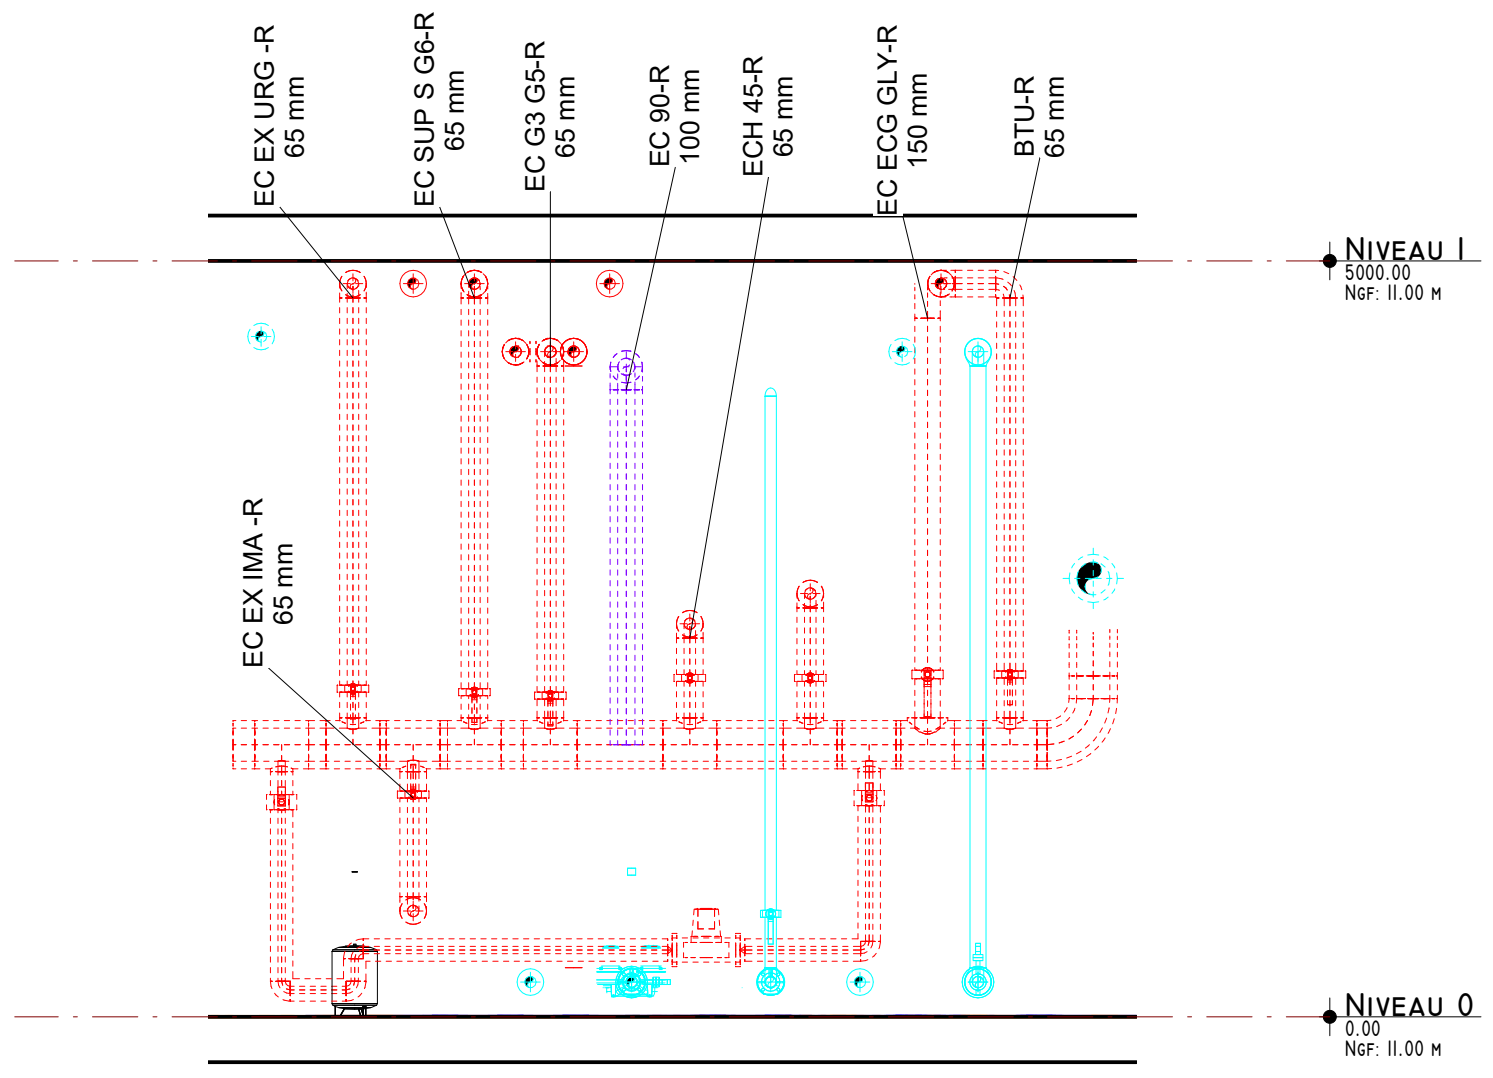 EC EX URG -R
65 mm
EC SUP S G6-R
65 mm
EC G3 G5-R
65 mm
EC 90-R
100 mm
ECH 45-R
65 mm
EC ECG GLY-R
150 mm
BTU-R
65 mm
NIVEAU 1
5000.00
NGF: 11.00 M
EC EX IMA -R
65 mm
NIVEAU 0
0.00
NGF: 11.00 M